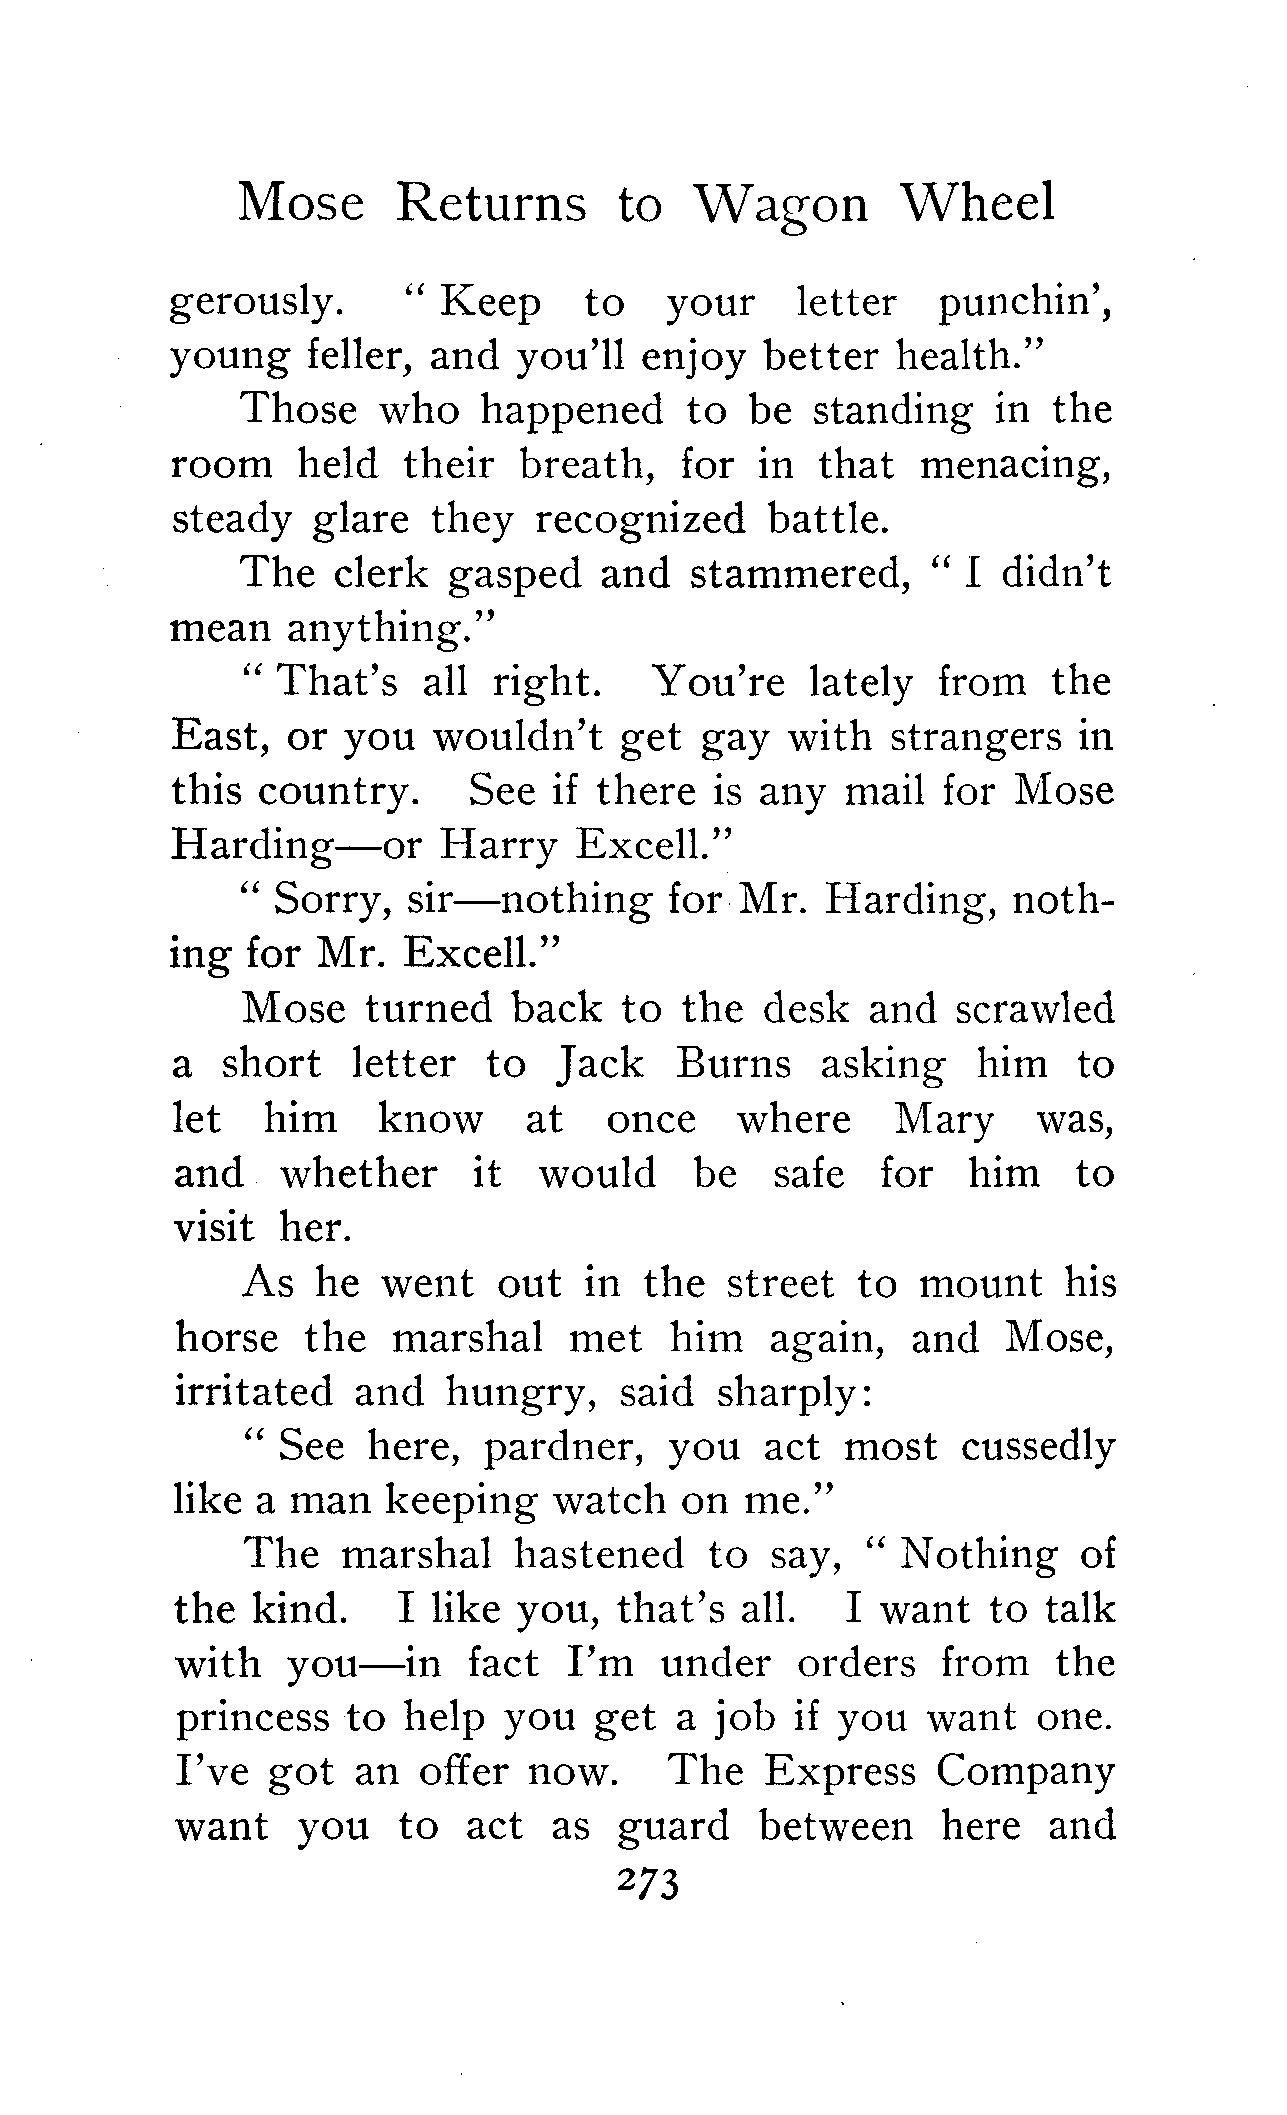 Mose Returns to Wagon Wheel
gerously. " Keep to your letter punchin',
young feller, and you'll enjoy better health."
Those who happened to be standing in the
room held their breath, for in that menacing,
steady glare they recognized battle.
The clerk gasped and stammered, " I didn't
mean anything."
" That's all right. You're lately from the
East, or you wouldn't get gay with strangers in
this country. See if there is any mail for Mose
Harding—or Harry Excell."
" Sorry, sir—nothing for Mr. Harding, noth-
ing for Mr. Excell."
Mose turned back to the desk and scrawled
a short letter to Jack Burns asking him to
let him know at once where Mary was,
and whether it would be safe for him to
visit her.
As he went out in the street to mount his
horse the marshal met him again, and Mose,
irritated and hungry, said sharply:
" See here, pardner, you act most cussedly
like a man keeping watch on me."
The marshal hastened to say, " Nothing of
the kind. I like you, that's all. I want to talk
with you—in fact I'm under orders from the
princess to help you get a job if you want one.
I've got an offer now. The Express Company
want you to act as guard between here and
273